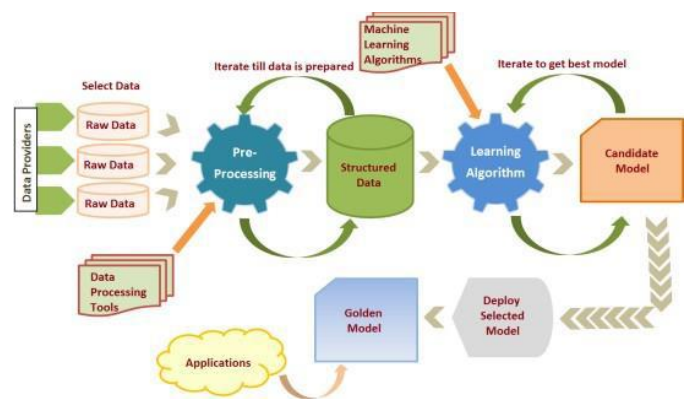 Machine
Learning
Algorithms
Iterate till data is prepared
Iterate to get best model
Select Data
Data Providers
Raw Data
Raw Data
Raw Data
Pre-
Processing
Structured
Data
Learning
Algorithm
Candidate
Model
Data
Processing
Tools
Golden
Model
Deploy
Selected
Model
Applications